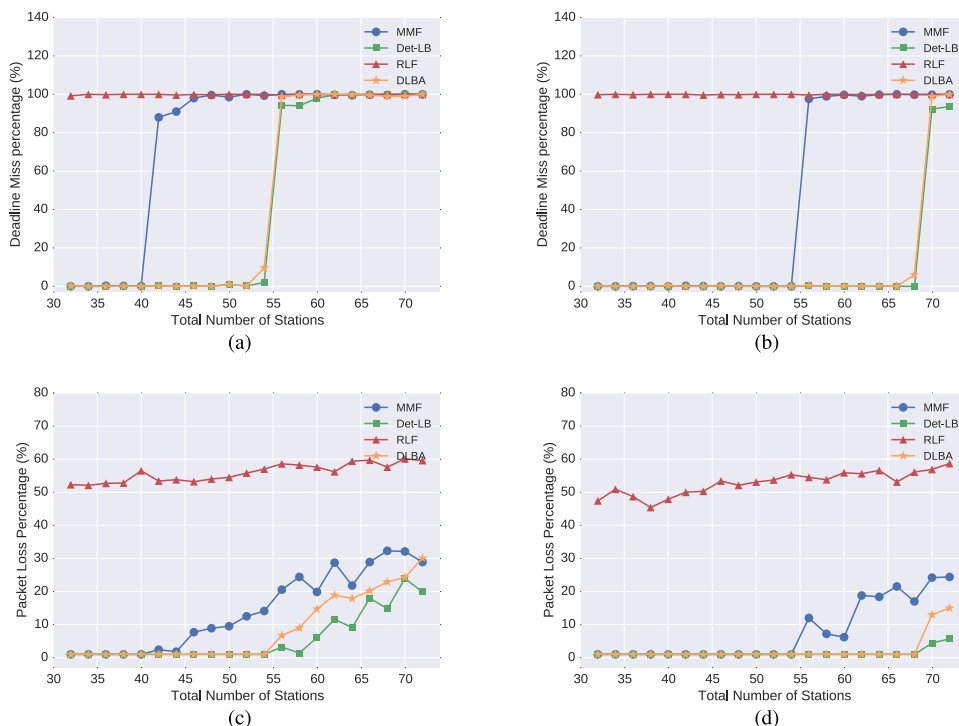 140
120
100
80
60
40
20
0
Deadline Miss percentage (%)
30 35 40 45 50 55 60 65 70
Total Number of Stations
MMF
Det-LB
RLF
DLBA
(a)
140
120
100
80
60
40
20
0
Deadline Miss percentage (%)
30 35 40 45 50 55 60 65 70
Total Number of Stations
MMF
Det-LB
RLF
DLBA
(b)
80
70
60
50
40
30
20
10
0
Packet Loss Percentage (%)
30 35 40 45 50 55 60 65 70
Total Number of Stations
MMF
Det-LB
RLF
DLBA
(c)
80
70
60
50
40
30
20
10
0
Packet Loss Percentage (%)
30 35 40 45 50 55 60 65 70
Total Number of Stations
MMF
Det-LB
RLF
DLBA
(d)